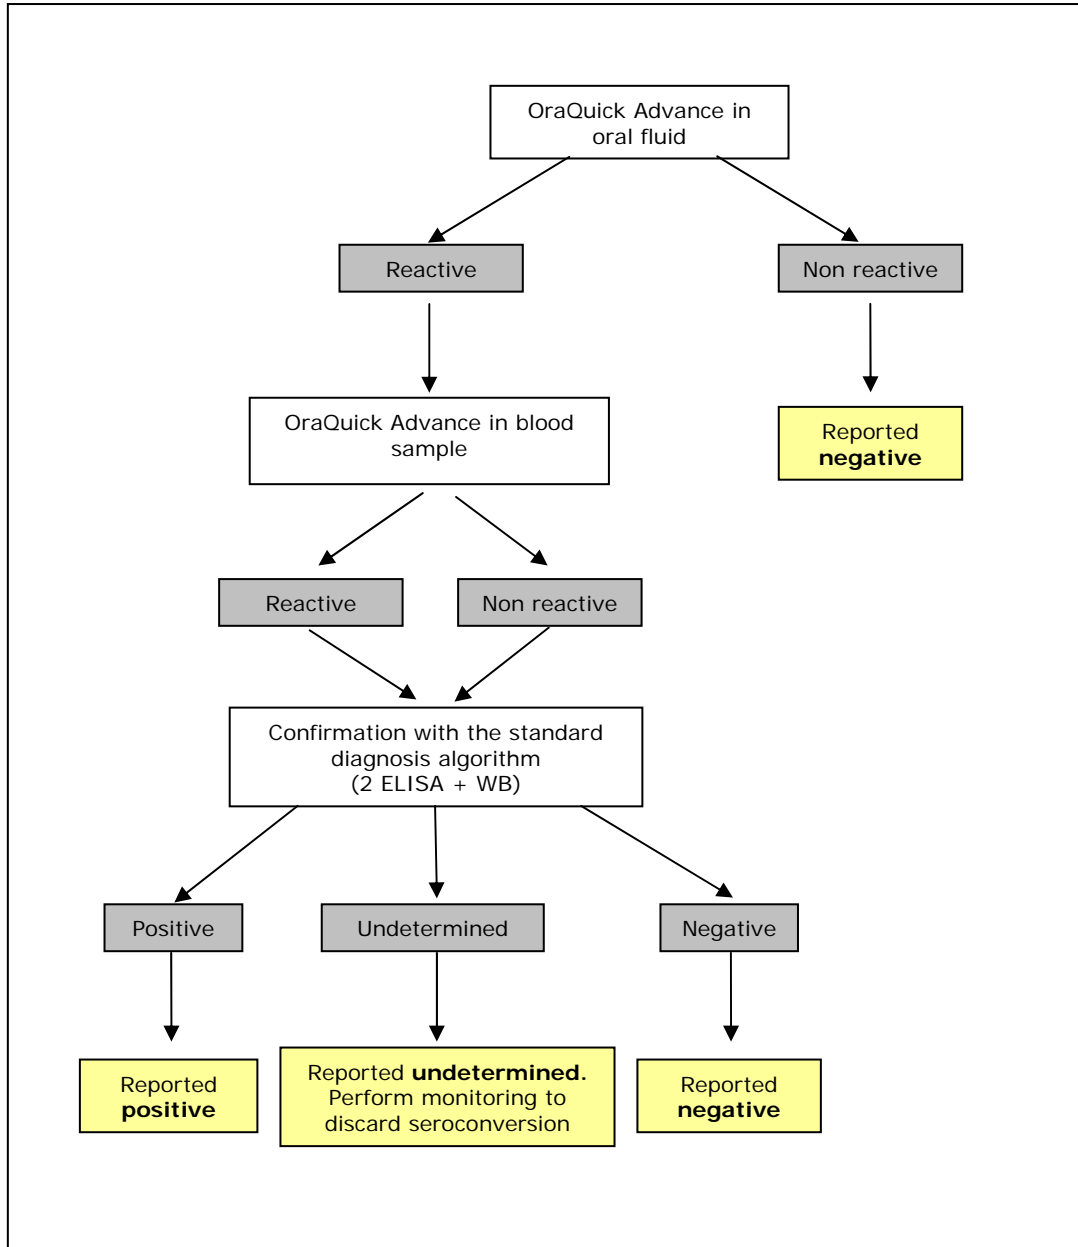 OraQuick Advance in
oral fluid
Reactive
Non reactive
OraQuick Advance in blood
sample
Reported
negative
Reactive
Non reactive
Confirmation with the standard
diagnosis algorithm
(2 ELISA + WB)
Positive
Undetermined
Negative
Reported
positive
Reported undetermined.
Perform monitoring to
discard seroconversion
Reported
negative